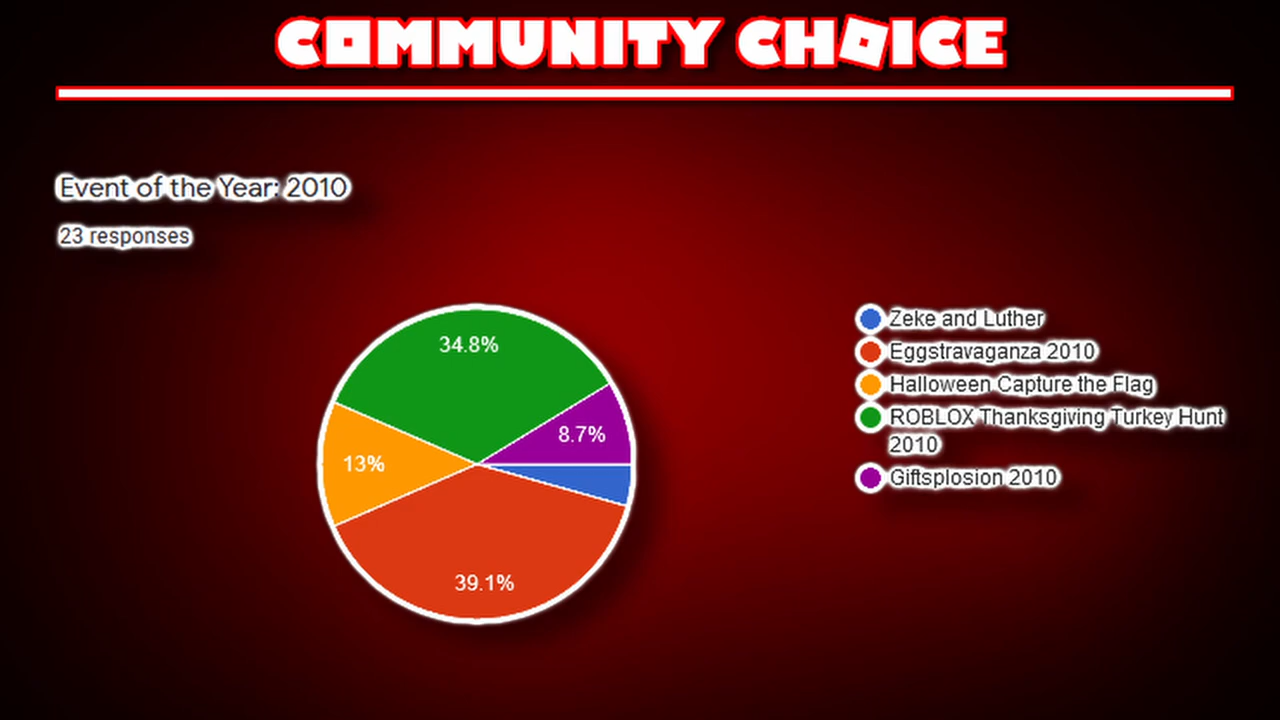 COMMUNITY CHOICE
Event of the Year: 2010
23 responses
34.8%
8.7%
13%
39.1%
Zeke and Luther
Eggstravaganza 2010
Halloween Capture the Flag
ROBLOX Thanksgiving Turkey Hunt
2010
Giftsplosion 2010